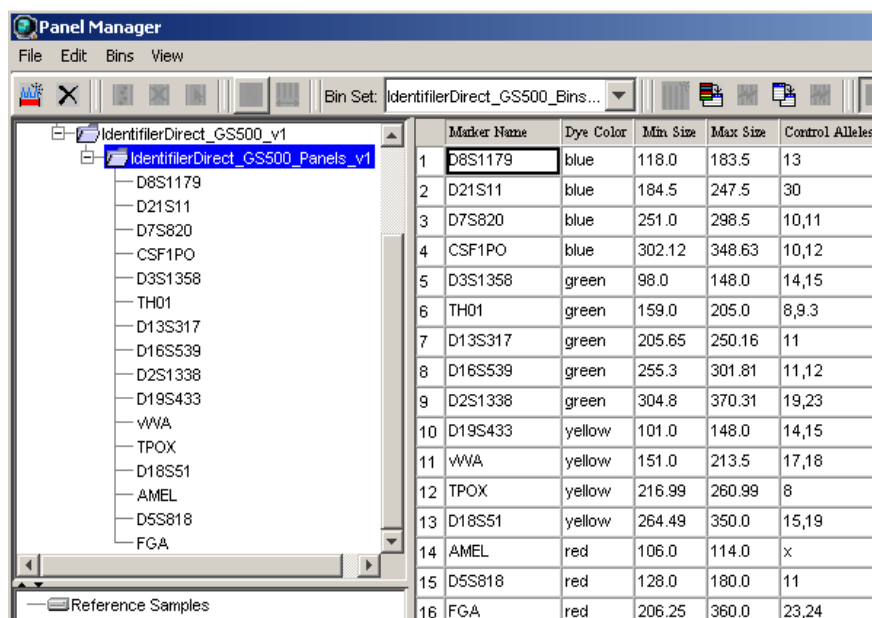 Panel Manager
File Edit Bins View
Bin Set: IdentifilerDirect_GS500_Bins...
IdentifilerDirect_GS500_v1
IdentifilerDirect_GS500_Panels_v1
D8S1179
D21S11
D7S820
CSF1PO
D3S1358
TH01
D13S317
D16S539
D2S1338
D19S433
vWA
TPOX
D18S51
AMEL
D5S818
FGA
Reference Samples
Marker Name Dye Color Min Size Max Size Control Alleles
1 D8S1179 blue 118.0 183.5 13
2 D21S11 blue 184.5 247.5 30
3 D7S820 blue 251.0 298.5 10,11
4 CSF1PO blue 302.12 348.63 10,12
5 D3S1358 green 98.0 148.0 14,15
6 TH01 green 159.0 205.0 8,9.3
7 D13S317 green 205.65 250.16 11
8 D16S539 green 255.3 301.81 11,12
9 D2S1338 green 304.8 370.31 19,23
10 D19S433 yellow 101.0 148.0 14,15
11 vWA yellow 151.0 213.5 17,18
12 TPOX yellow 216.99 260.99 8
13 D18S51 yellow 264.49 350.0 15,19
14 AMEL red 106.0 114.0 x
15 D5S818 red 128.0 180.0 11
16 FGA red 206.25 360.0 23,24